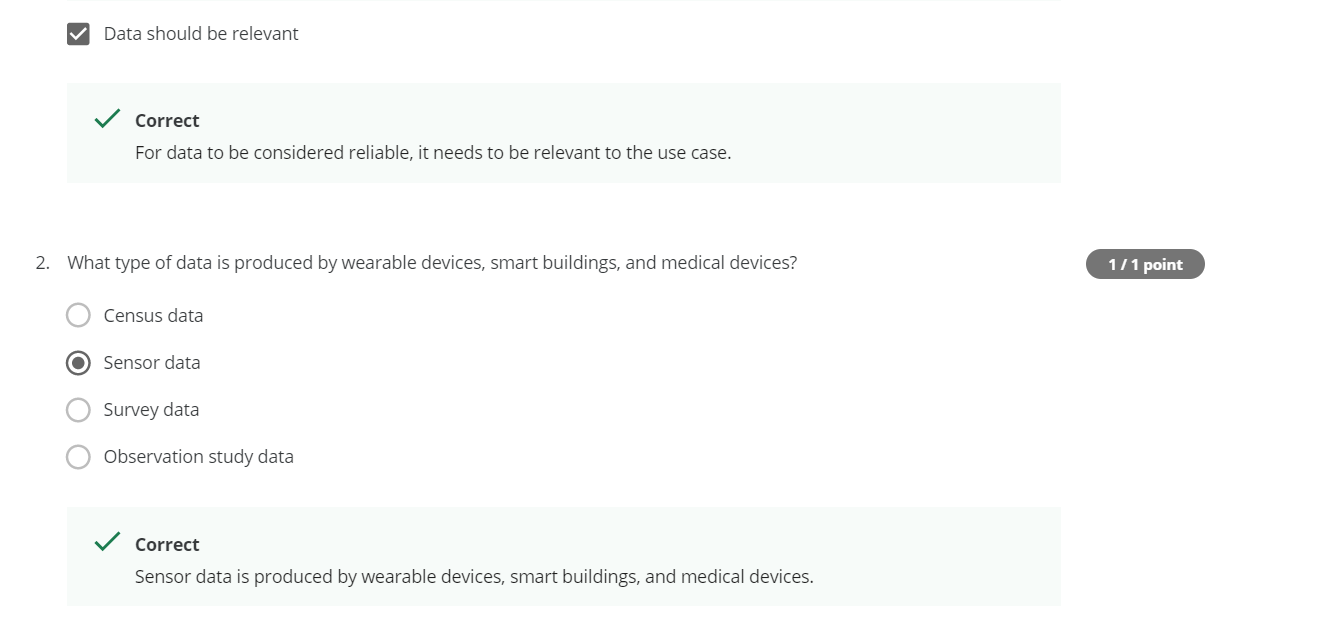 Data should be relevant
Correct
For data to be considered reliable, it needs to be relevant to the use case.
2. What type of data is produced by wearable devices, smart buildings, and medical devices?
1 / 1 point
Census data
Sensor data
Survey data
Observation study data
Correct
Sensor data is produced by wearable devices, smart buildings, and medical devices.